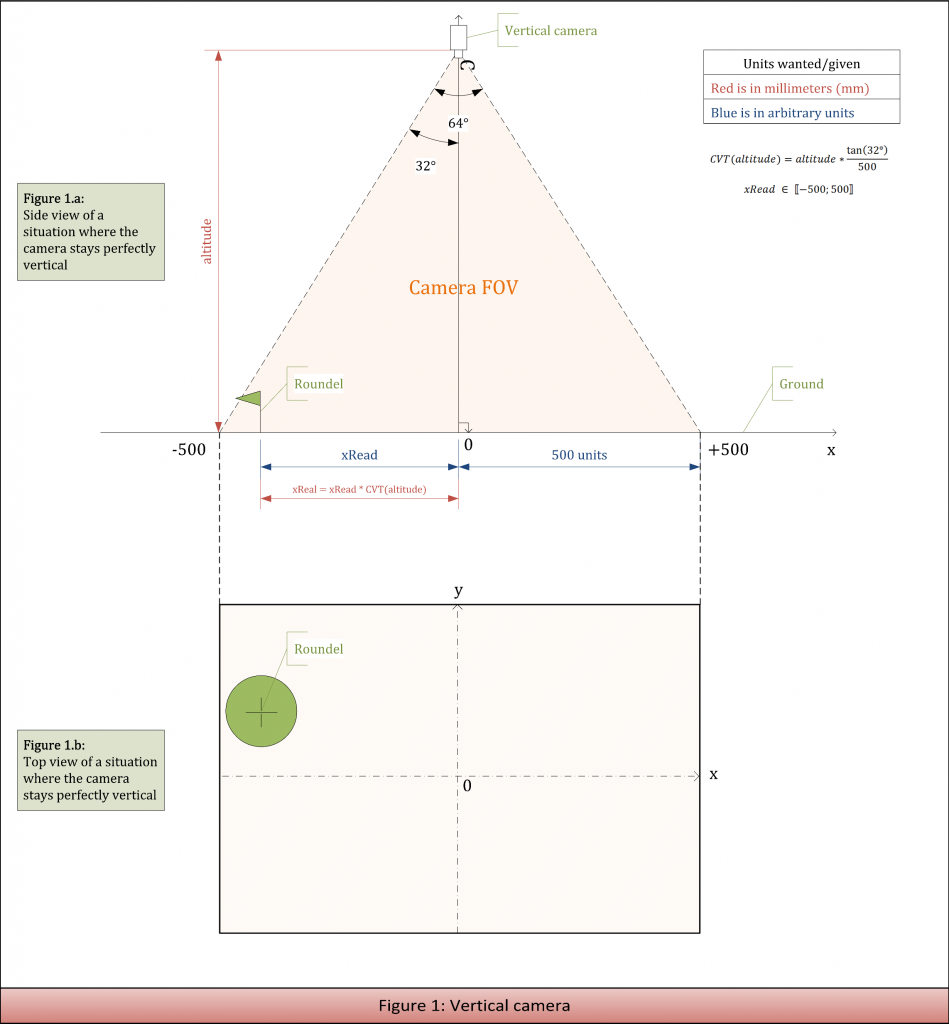 Vertical camera
C
Units wanted/given
Red is in millimeters (mm)
Blue is in arbitrary units
64°
32°
CVT(altitude) = altitude * tan(32°)/500
xRead ∈ ⟦−500; 500⟧
Figure 1.a:
Side view of a
situation where the
camera stays perfectly
vertical
altitude
Camera FOV
Roundel
Ground
-500
0
+500
x
xRead
500 units
xReal = xRead * CVT(altitude)
y
Roundel
Figure 1.b:
Top view of a situation
where the camera
stays perfectly vertical
x
0
Figure 1: Vertical camera